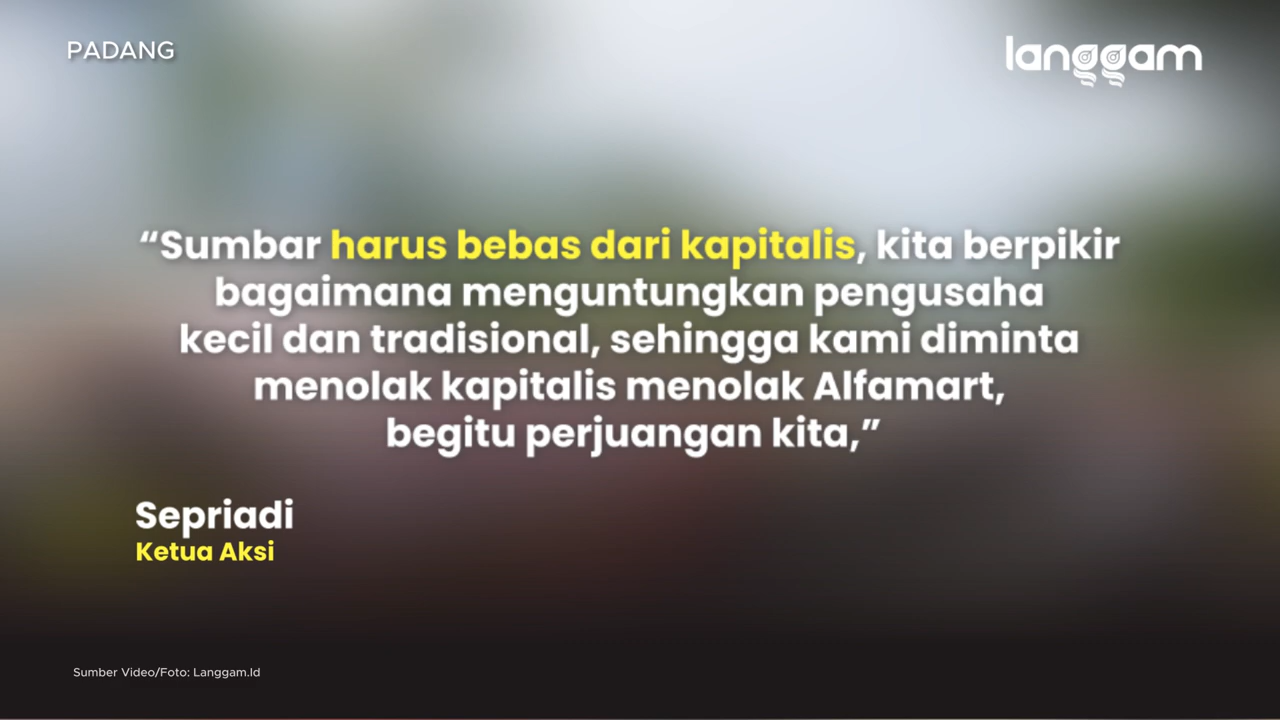 PADANG
langgam
“Sumbar harus bebas dari kapitalis, kita berpikir
bagaimana menguntungkan pengusaha
kecil dan tradisional, sehingga kami diminta
menolak kapitalis menolak Alfamart,
begitu perjuangan kita,”
Sepriadi
Ketua Aksi
Sumber Video/Foto: Langgam.Id